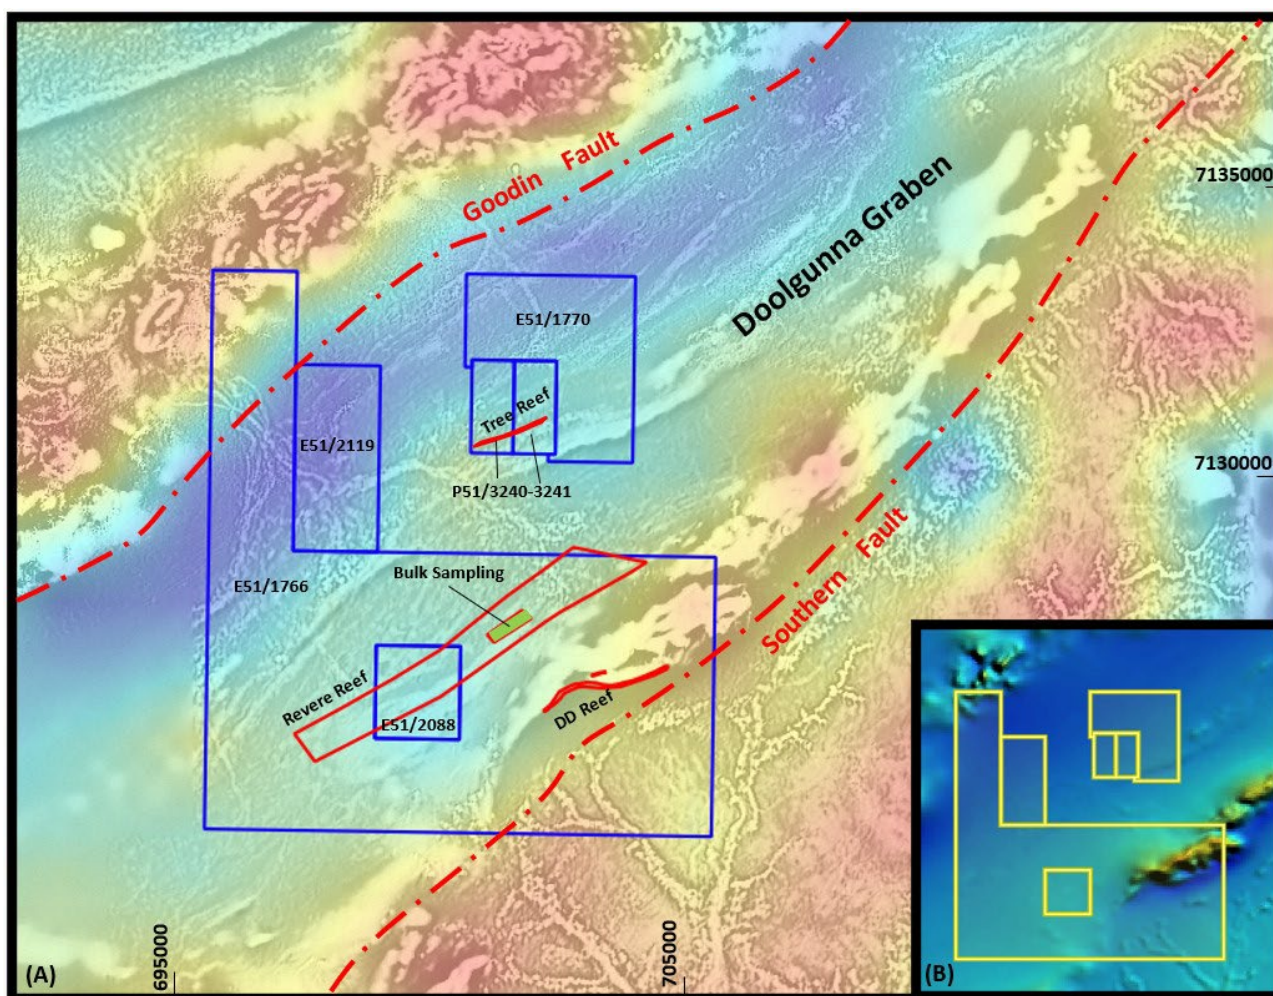 Goodin Fault
7135000
Doolgunna Graben
E51/1770
Tree Reef
E51/2119
7130000
P51/3240-3241
Southern Fault
Bulk Sampling
E51/1766
Revere Reef
E51/2088
DD Reef
695000
705000
(A)
(B)